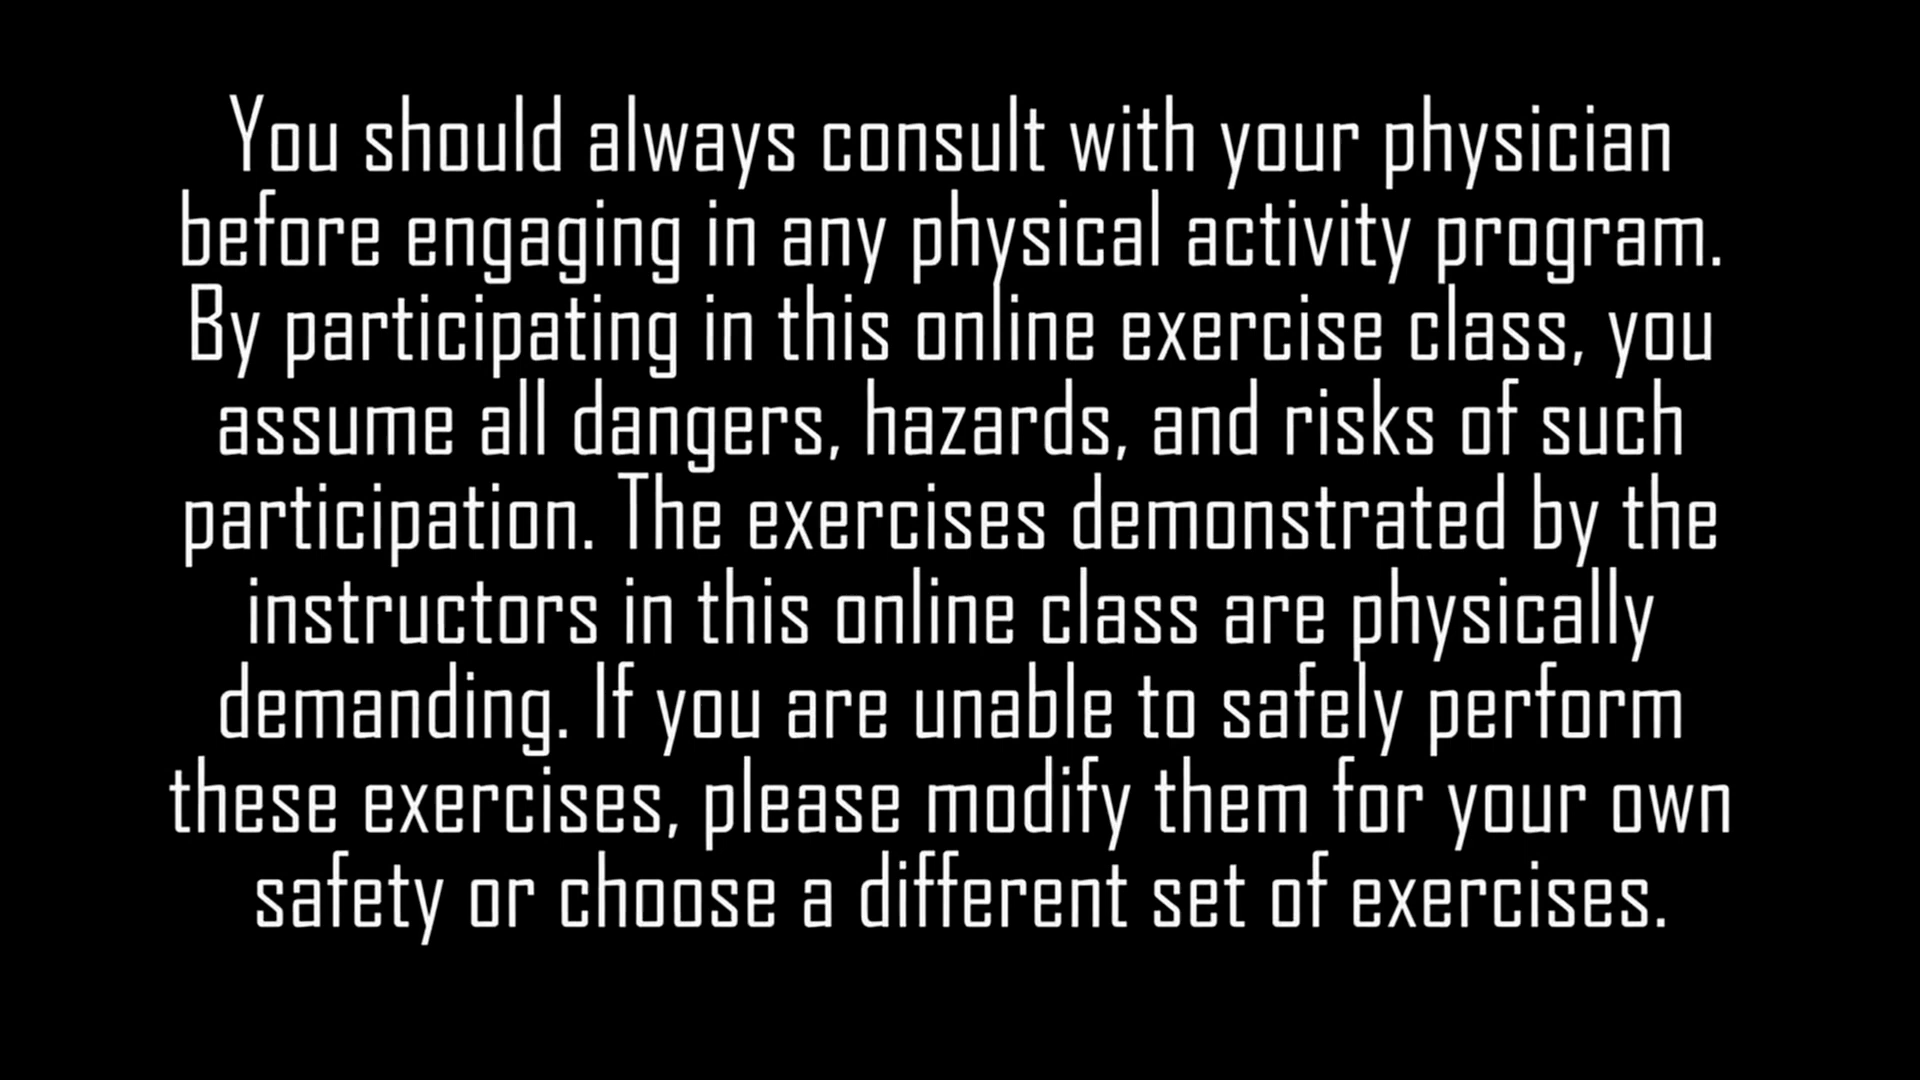 You should always consult with your physician
before engaging in any physical activity program.
By participating in this online exercise class, you
assume all dangers, hazards, and risks of such
participation. The exercises demonstrated by the
instructors in this online class are physically
demanding. If you are unable to safely perform
these exercises, please modify them for your own
safety or choose a different set of exercises.